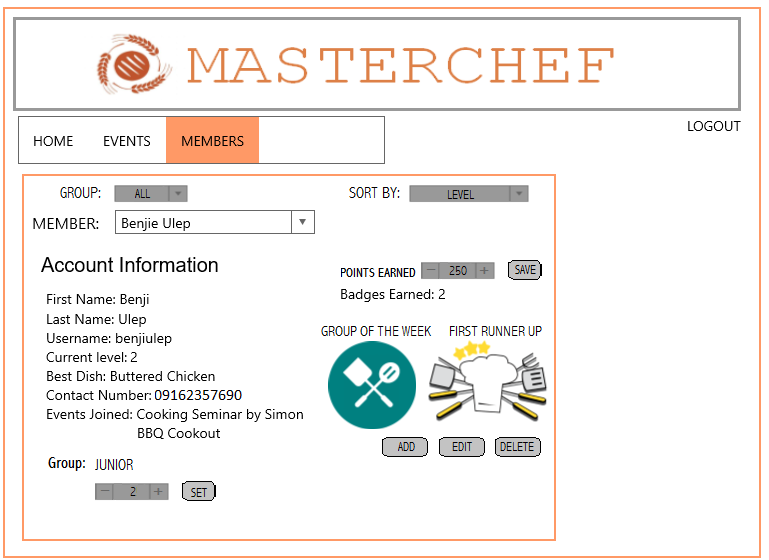 MASTERCHEF
HOME EVENTS MEMBERS
LOGOUT
GROUP: ALL SORT BY: LEVEL
MEMBER: Benjie Ulep
Account Information
POINTS EARNED − 250 + SAVE
Badges Earned: 2
First Name: Benji
Last Name: Ulep
Username: benjiulep
Current level: 2
Best Dish: Buttered Chicken
Contact Number: 09162357690
Events Joined: Cooking Seminar by Simon
BBQ Cookout
GROUP OF THE WEEK FIRST RUNNER UP
ADD EDIT DELETE
Group: JUNIOR
− 2 + SET